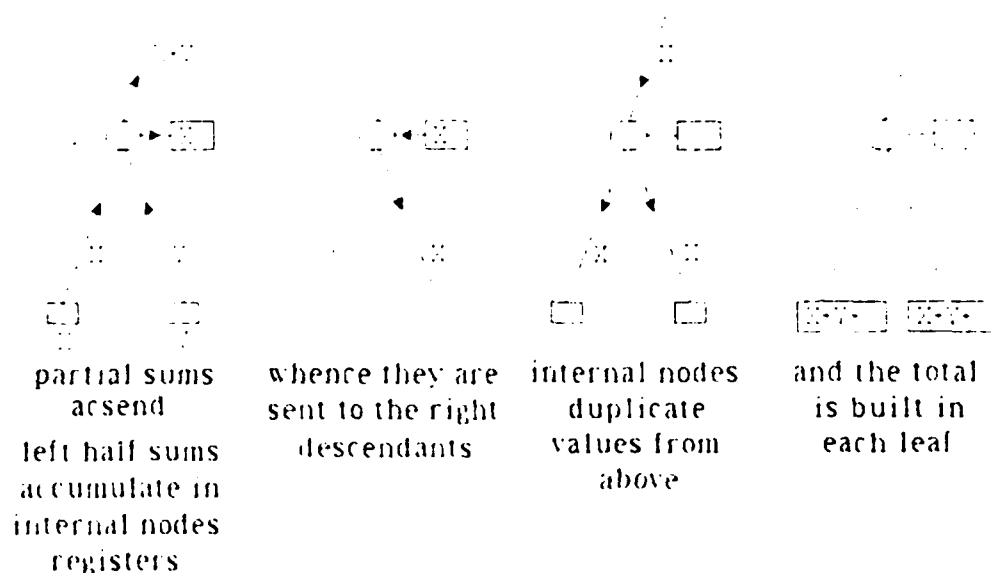 partial sums
acsend
left half sums
accumulate in
internal nodes
registers
whence they are
sent to the right
descendants
internal nodes
duplicate
values from
above
and the total
is built in
each leaf